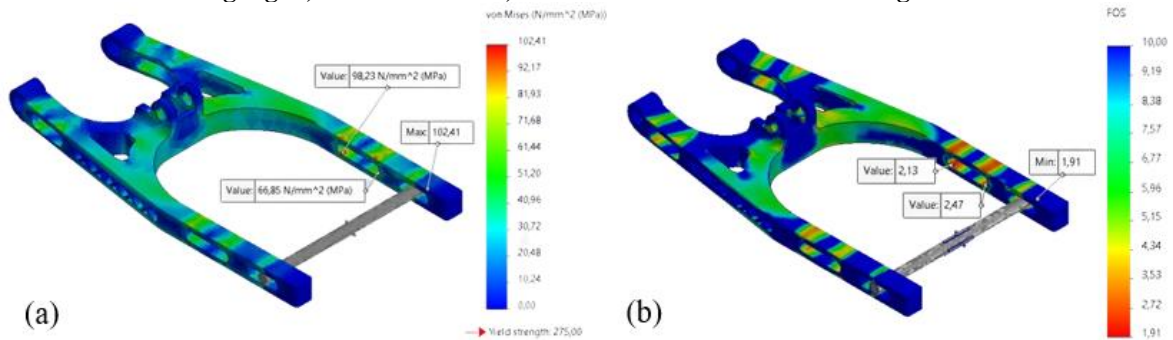 von Mises (N/mm^2 (MPa))
102,41
92,17
81,93
71,68
61,44
51,20
40,96
30,72
20,48
10,24
0,00
Yield strength: 275,00
Value: 98,23 N/mm^2 (MPa)
Max: 102,41
Value: 66,85 N/mm^2 (MPa)
(a)
FOS
10,00
9,19
8,38
7,57
6,77
5,96
5,15
4,34
3,53
2,72
1,91
Value: 2,13
Min: 1,91
Value: 2,47
(b)